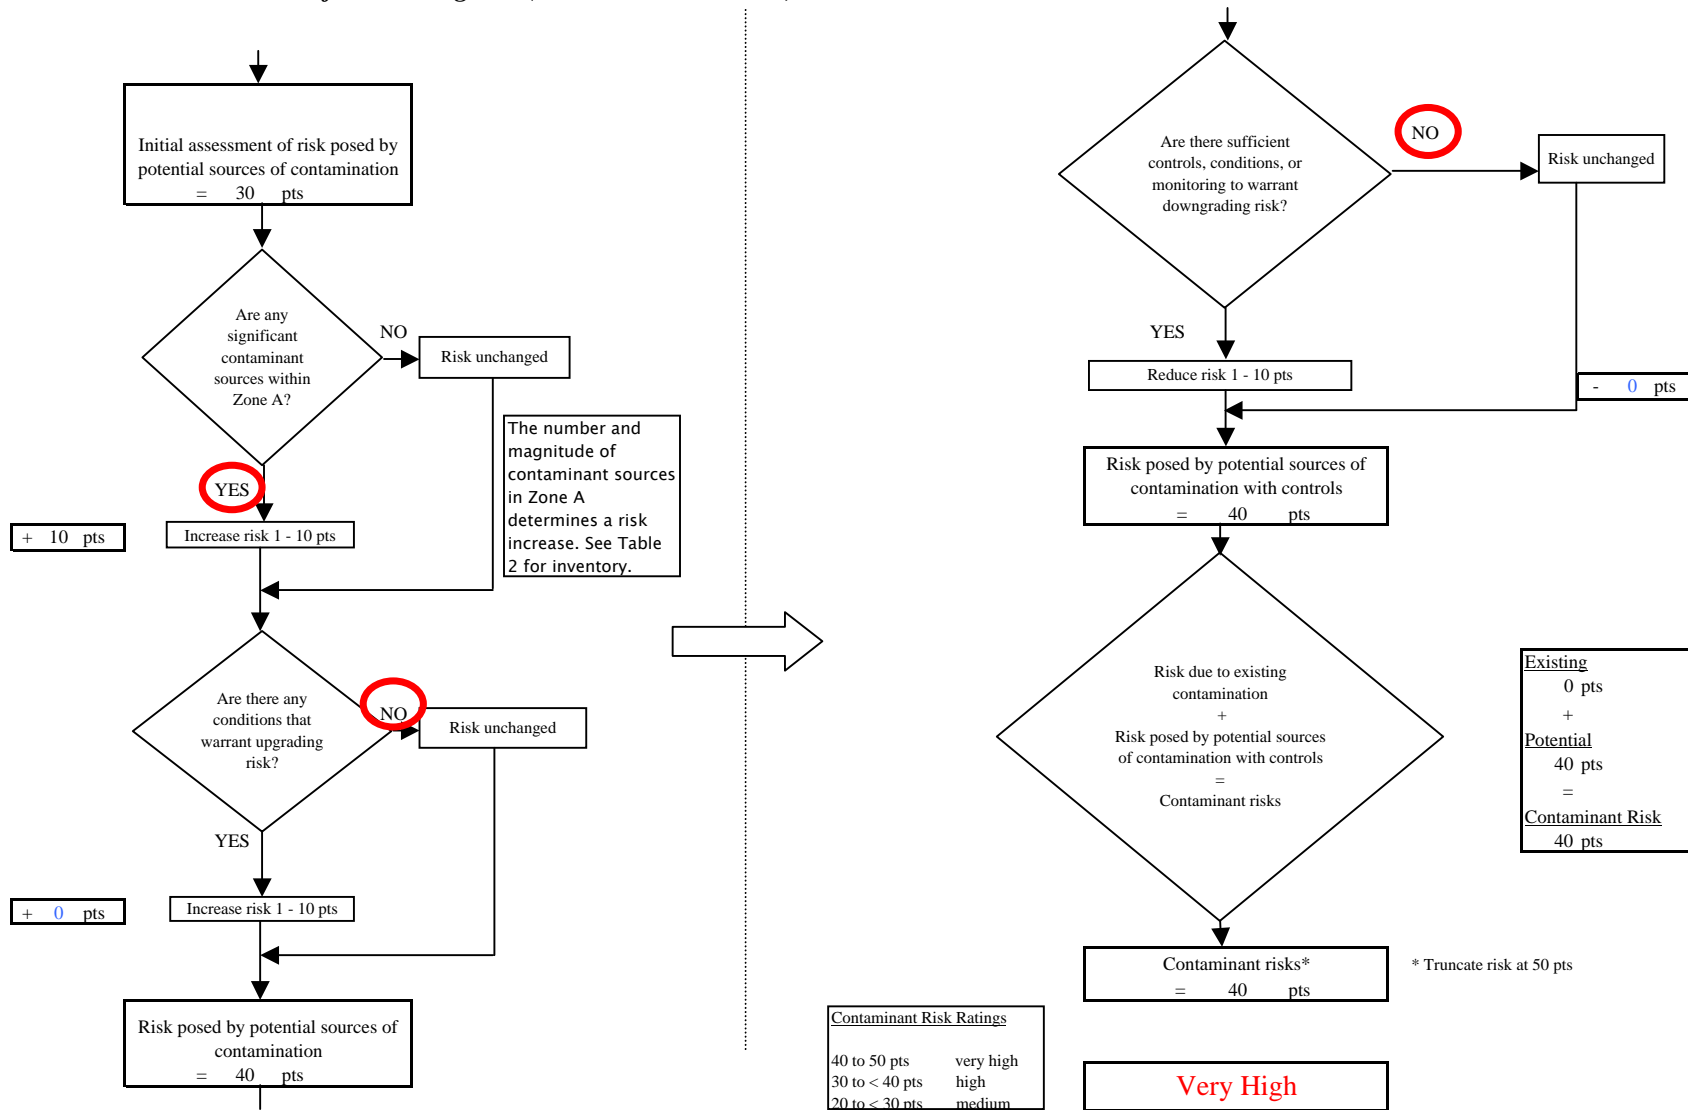 Initial assessment of risk posed by
potential sources of contamination
= 30 pts
Are any
significant
contaminant
sources within
Zone A?
NO
Risk unchanged
YES
The number and
magnitude of
contaminant sources
in Zone A
determines a risk
increase. See Table
2 for inventory.
+ 10 pts
Increase risk 1 - 10 pts
Are there any
conditions that
warrant upgrading
risk?
NO
Risk unchanged
YES
+ 0 pts
Increase risk 1 - 10 pts
Risk posed by potential sources of
contamination
= 40 pts
Are there sufficient
controls, conditions, or
monitoring to warrant
downgrading risk?
NO
Risk unchanged
YES
Reduce risk 1 - 10 pts
- 0 pts
Risk posed by potential sources of
contamination with controls
= 40 pts
Risk due to existing
contamination
+
Risk posed by potential sources
of contamination with controls
=
Contaminant risks
Existing
0 pts
+
Potential
40 pts
=
Contaminant Risk
40 pts
Contaminant risks*
= 40 pts
* Truncate risk at 50 pts
Contaminant Risk Ratings
40 to 50 pts very high
30 to < 40 pts high
20 to < 30 pts medium
Very High